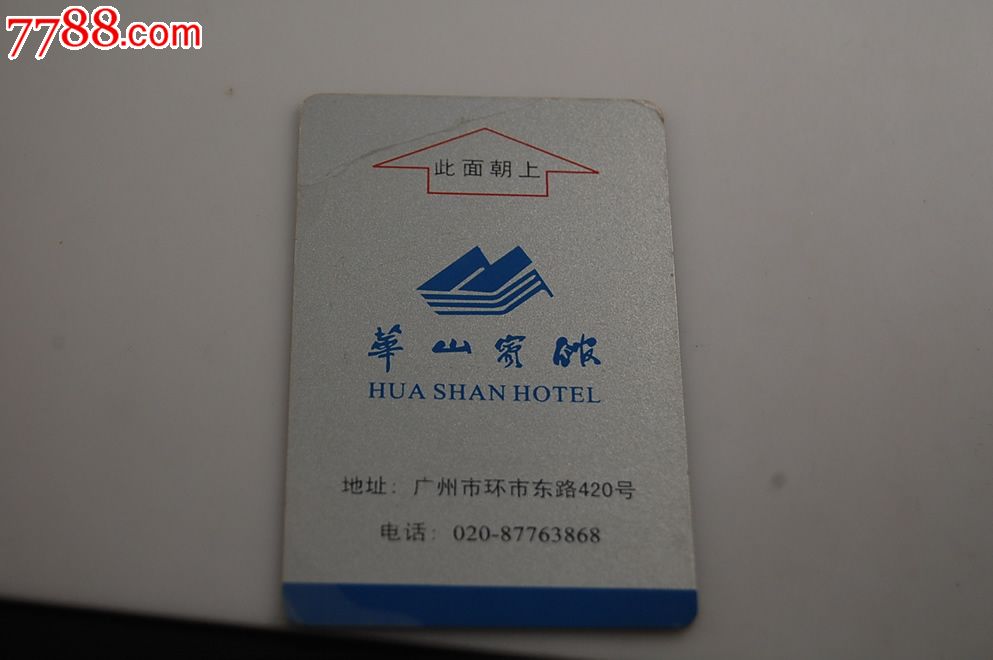 7788.com
此面朝上
華山賓館
HUA SHAN HOTEL
地址：广州市环市东路420号
电话：020-87763868